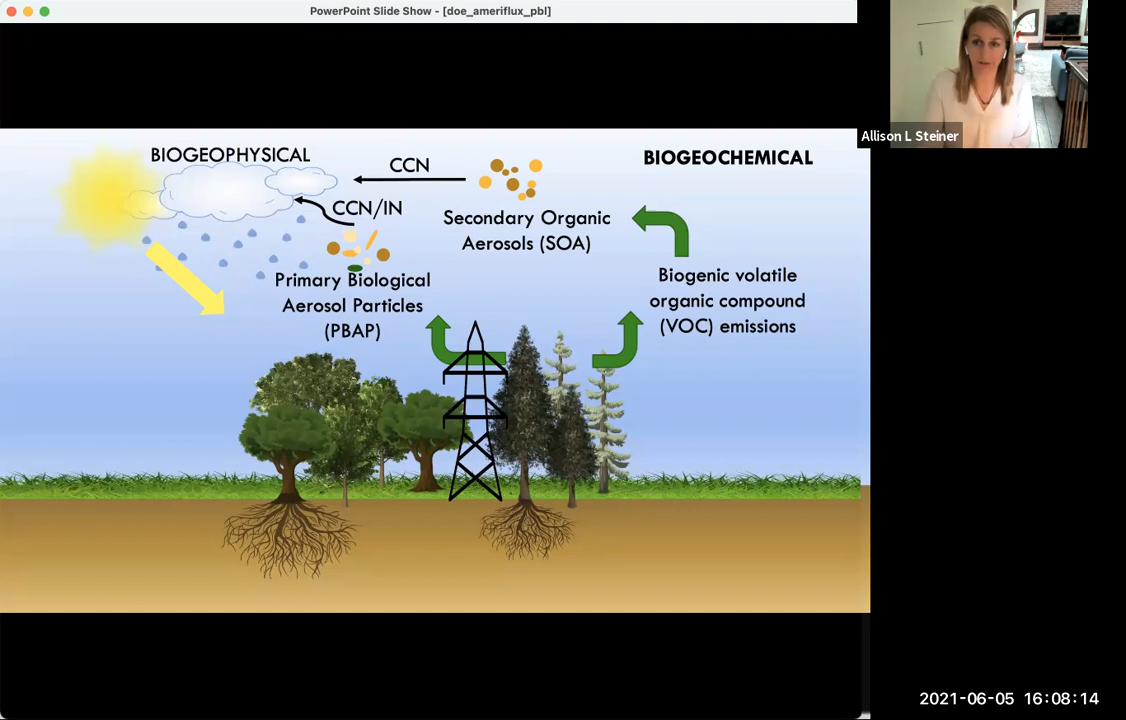 PowerPoint Slide Show - [doe_ameriflux_pbl]
Allison L Steiner
BIOGEOPHYSICAL
CCN
BIOGEOCHEMICAL
CCN/IN
Secondary Organic
Aerosols (SOA)
Primary Biological
Aerosol Particles
(PBAP)
Biogenic volatile
organic compound
(VOC) emissions
2021-06-05 16:08:14